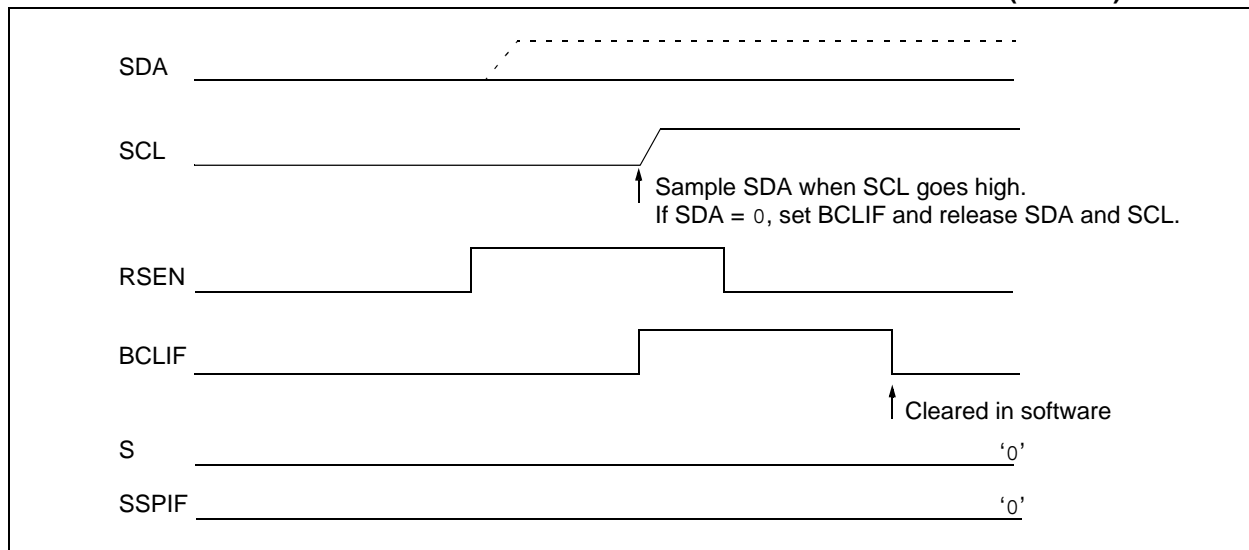 SDA
SCL
Sample SDA when SCL goes high.
If SDA = 0, set BCLIF and release SDA and SCL.
RSEN
BCLIF
Cleared in software
S
‘0’
SSPIF
‘0’